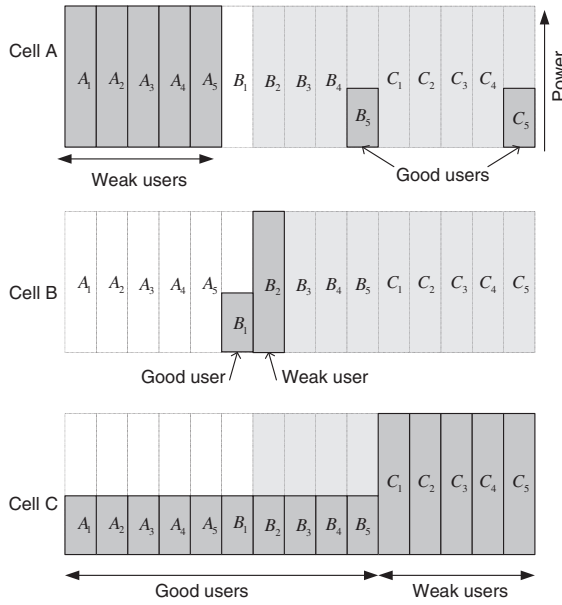 Cell A
A1 A2 A3 A4 A5 B1 B2 B3 B4 B5 C1 C2 C3 C4 C5
Power
Weak users
Good users
Cell B
A1 A2 A3 A4 A5 B1 B2 B3 B4 B5 C1 C2 C3 C4 C5
Good user
Weak user
Cell C
A1 A2 A3 A4 A5 B1 B2 B3 B4 B5 C1 C2 C3 C4 C5
Good users
Weak users